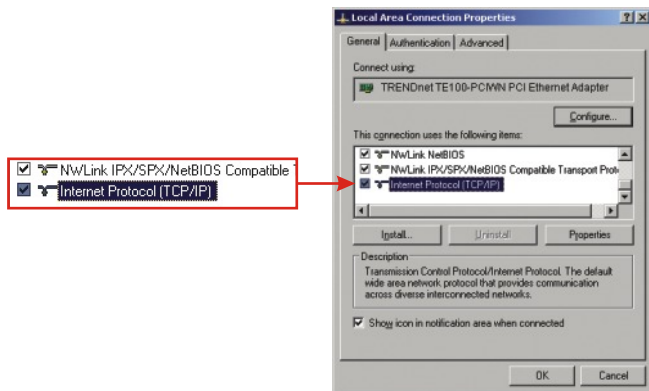 Local Area Connection Properties
General Authentication Advanced
Connect using:
TRENDnet TE100-PCIWN PCI Ethernet Adapter
Configure...
This connection uses the following items:
NWLink NetBIOS
NWLink IPX/SPX/NetBIOS Compatible Transport Prot
Internet Protocol (TCP/IP)
NWLink IPX/SPX/NetBIOS Compatible T
Internet Protocol (TCP/IP)
Install... Uninstall Properties
Description
Transmission Control Protocol/Internet Protocol. The default
wide area network protocol that provides communication
across diverse interconnected networks.
Show icon in notification area when connected
OK Cancel